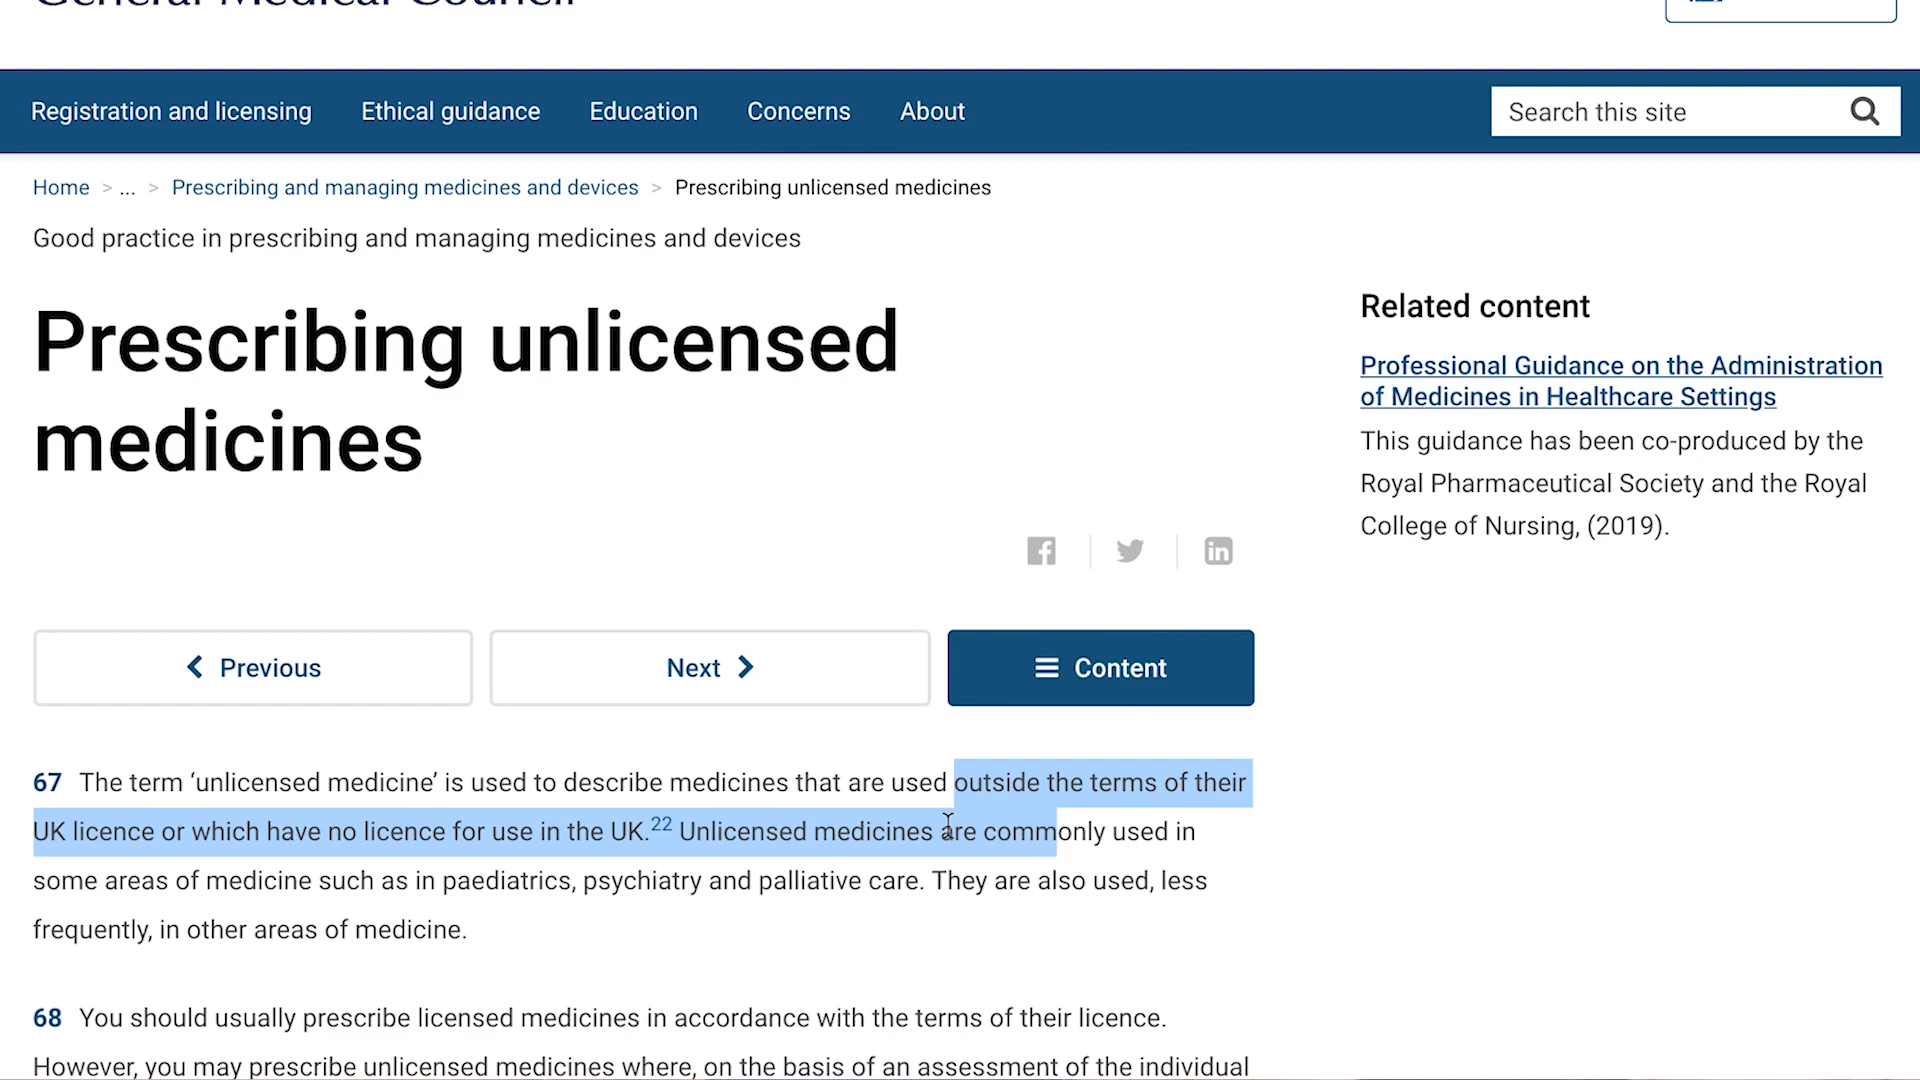 General Medical Council
Registration and licensing
Ethical guidance
Education
Concerns
About
Search this site
Home > ... > Prescribing and managing medicines and devices > Prescribing unlicensed medicines
Good practice in prescribing and managing medicines and devices
Prescribing unlicensed
medicines
Previous
Next
Content
67 The term ‘unlicensed medicine’ is used to describe medicines that are used outside the terms of their
UK licence or which have no licence for use in the UK.22 Unlicensed medicines are commonly used in
some areas of medicine such as in paediatrics, psychiatry and palliative care. They are also used, less
frequently, in other areas of medicine.
68 You should usually prescribe licensed medicines in accordance with the terms of their licence.
However, you may prescribe unlicensed medicines where, on the basis of an assessment of the individual
Related content
Professional Guidance on the Administration
of Medicines in Healthcare Settings
This guidance has been co-produced by the
Royal Pharmaceutical Society and the Royal
College of Nursing, (2019).